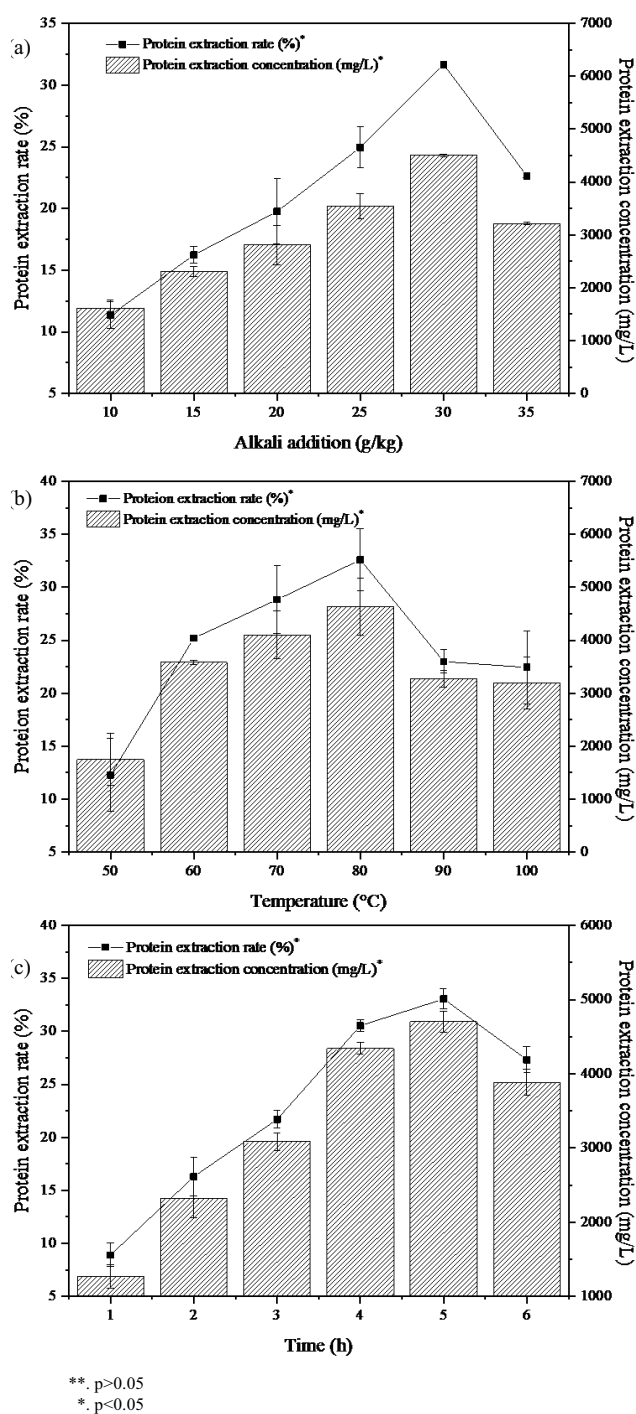 (a)
Protein extraction rate (%)*
Protein extraction concentration (mg/L)*
35
30
25
20
15
10
5
7000
6000
5000
4000
3000
2000
1000
0
Protein extraction rate (%)
Protein extraction
concentration (mg/L)
10 15 20 25 30 35
Alkali addition (g/kg)
(b)
Proteion extraction rate (%)*
Protein extraction concentration (mg/L)*
40
35
30
25
20
15
10
5
7000
6000
5000
4000
3000
2000
1000
0
Proteion extraction rate (%)
Protein extraction concentration (mg/L)
50 60 70 80 90 100
Temperature (°C)
(c)
Protein extraction rate (%)*
Protein extraction concentration (mg/L)*
40
35
30
25
20
15
10
5
6000
5000
4000
3000
2000
1000
Protein extraction rate (%)
Protein extraction concentration (mg/L)
1 2 3 4 5 6
Time (h)
**. p>0.05
*. p<0.05